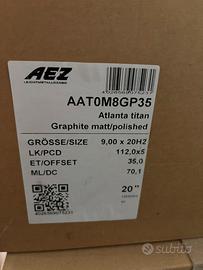 AEZ
LEICHTMETALLRÄDER
AAT0M8GP35
Atlanta titan
Graphite matt/polished
GRÖSSE/SIZE 9,00 x 20H2
LK/PCD 112,0x5
ET/OFFSET 35,0
ML/DC 70,1
20"
subito